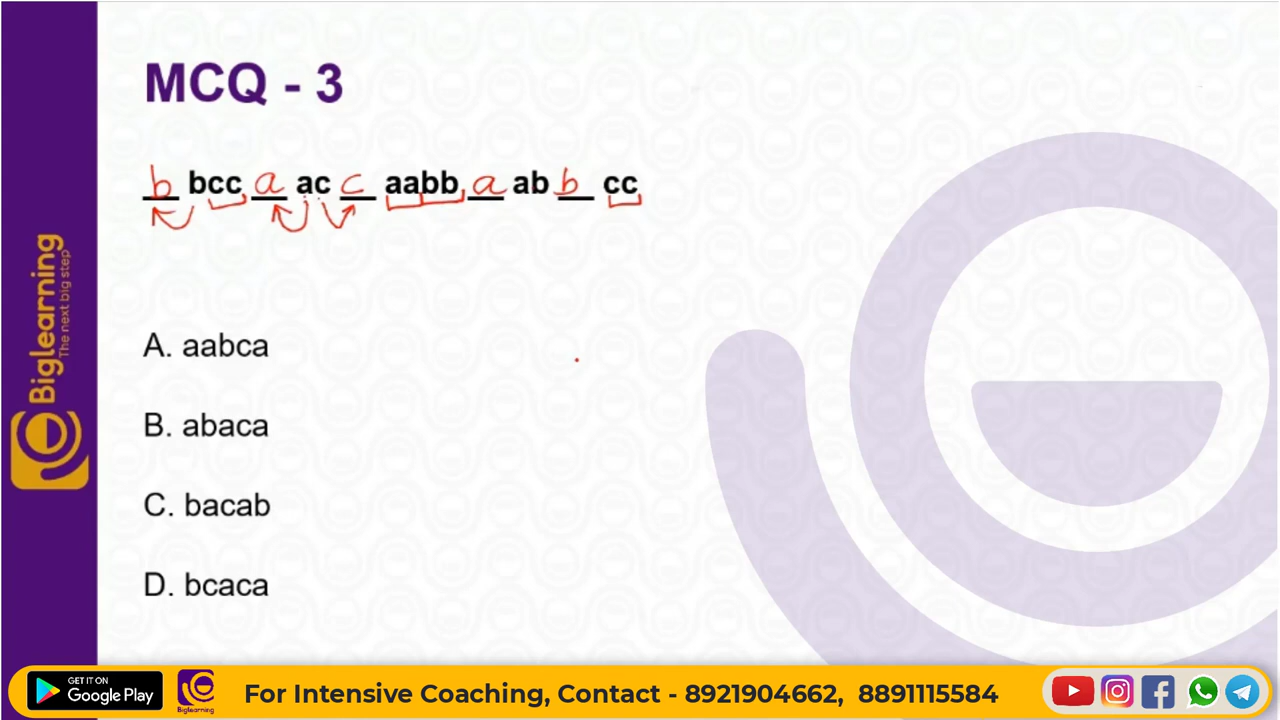 MCQ - 3
b bcc a ac c aabb a ab b cc
A. aabca
B. abaca
C. bacab
D. bcaca
Biglearning
The next big step
GET IT ON
Google Play
Biglearning
For Intensive Coaching, Contact - 8921904662, 8891115584